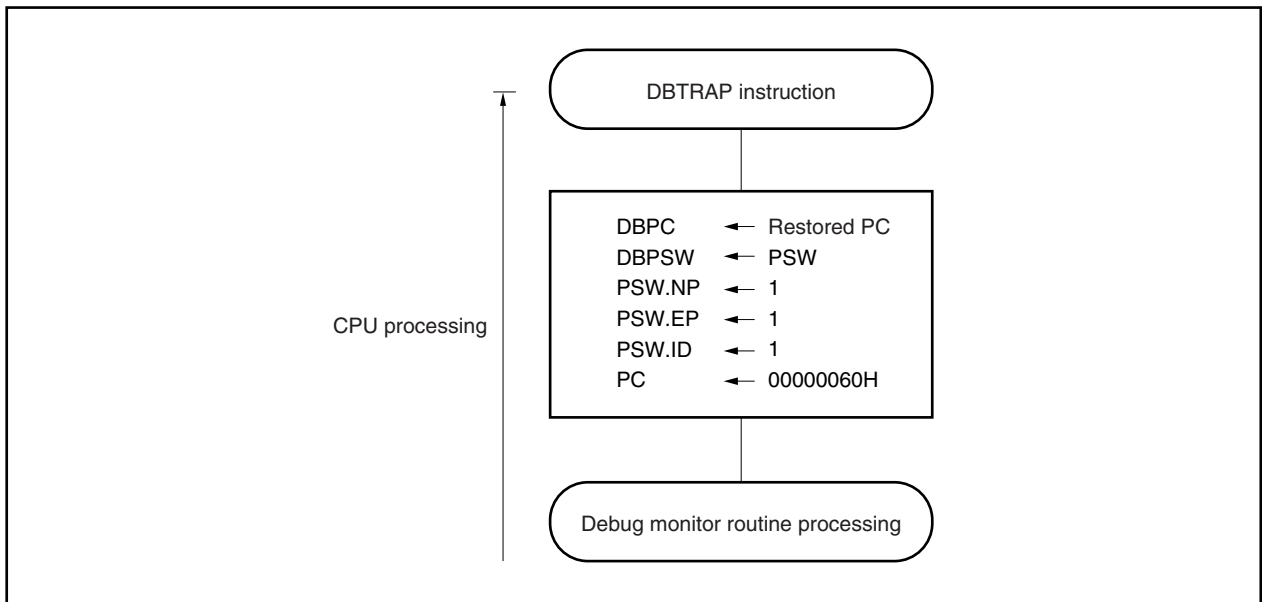 DBTRAP instruction
CPU processing
DBPC ← Restored PC
DBPSW ← PSW
PSW.NP ← 1
PSW.EP ← 1
PSW.ID ← 1
PC ← 00000060H
Debug monitor routine processing